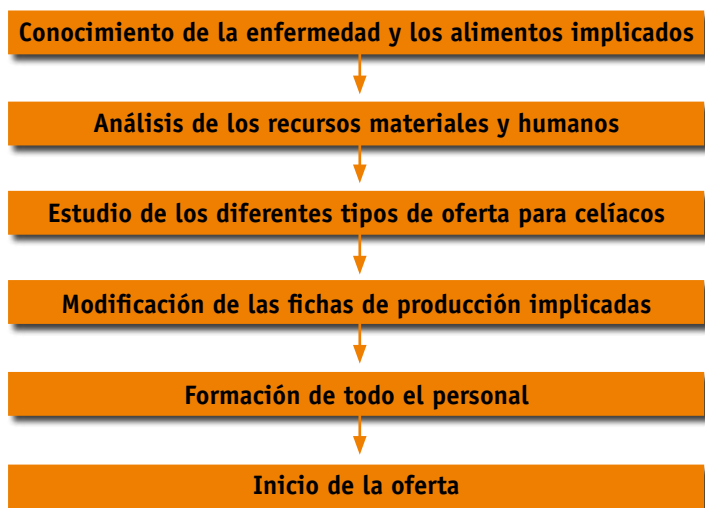 Conocimiento de la enfermedad y los alimentos implicados
Análisis de los recursos materiales y humanos
Estudio de los diferentes tipos de oferta para celíacos
Modificación de las fichas de producción implicadas
Formación de todo el personal
Inicio de la oferta